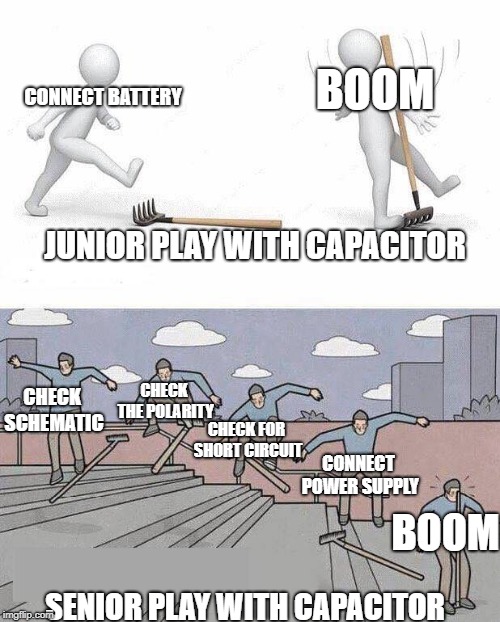 CONNECT BATTERY
BOOM
JUNIOR PLAY WITH CAPACITOR
CHECK
SCHEMATIC
CHECK
THE POLARITY
CHECK FOR
SHORT CIRCUIT
CONNECT
POWER SUPPLY
BOOM
SENIOR PLAY WITH CAPACITOR
imgflip.com